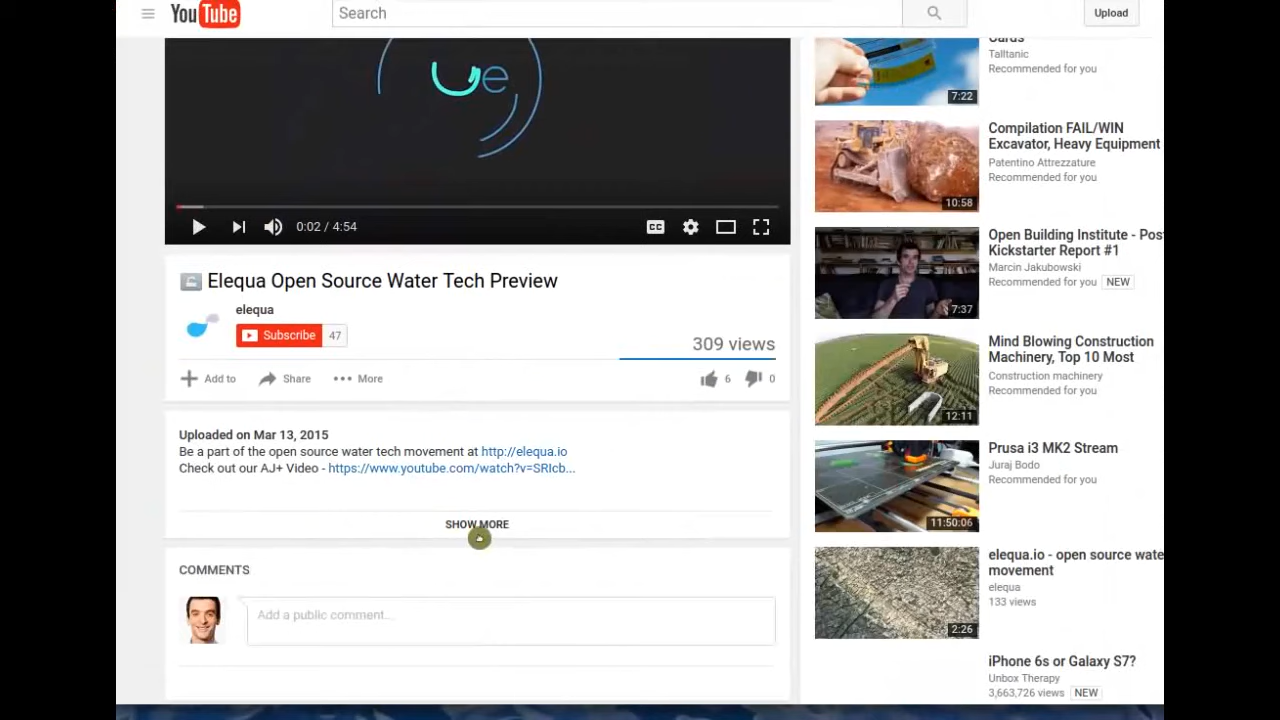 YouTube
Search
Upload
ue
0:02 / 4:54
CC
Elequa Open Source Water Tech Preview
elequa
Subscribe 47
309 views
Add to
Share
More
6
0
Uploaded on Mar 13, 2015
Be a part of the open source water tech movement at http://elequa.io
Check out our AJ+ Video - https://www.youtube.com/watch?v=SRIcb...
SHOW MORE
COMMENTS
Add a public comment...
Cards
Talltanic
Recommended for you
7:22
Compilation FAIL/WIN
Excavator, Heavy Equipment
Patentino Attrezzature
Recommended for you
10:58
Open Building Institute - Pos
Kickstarter Report #1
Marcin Jakubowski
Recommended for you NEW
7:37
Mind Blowing Construction
Machinery, Top 10 Most
Construction machinery
Recommended for you
12:11
Prusa i3 MK2 Stream
Juraj Bodo
Recommended for you
11:50:06
elequa.io - open source wate
movement
elequa
133 views
2:26
iPhone 6s or Galaxy S7?
Unbox Therapy
3,663,726 views NEW